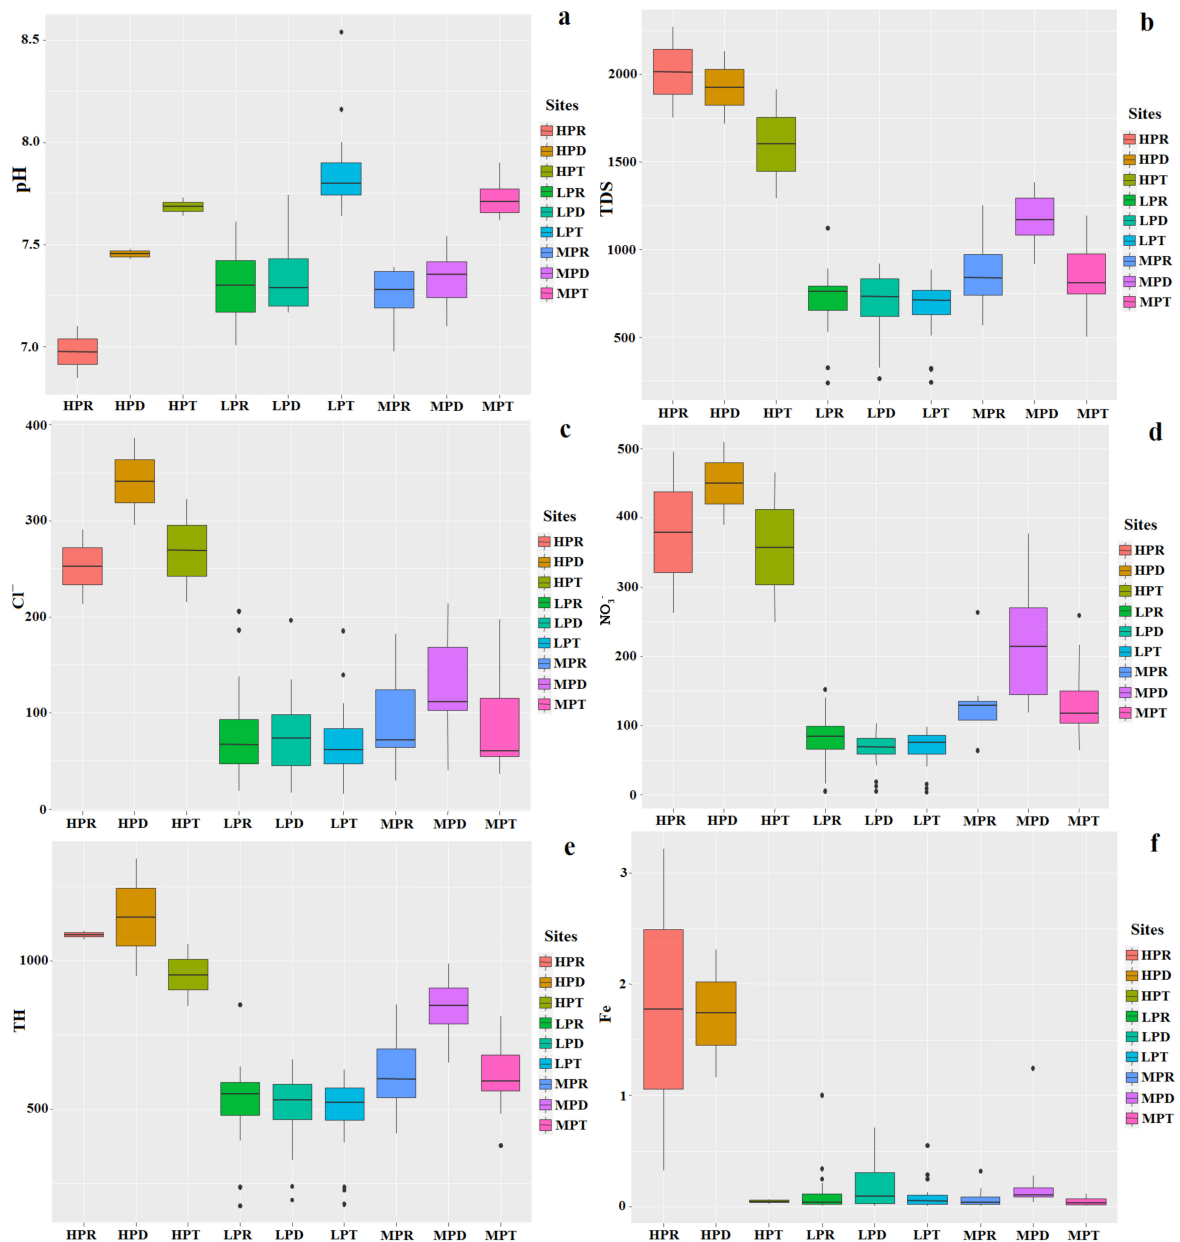 a
8.5
8.0
7.5
7.0
pH
Sites
HPR
HPD
HPT
LPR
LPD
LPT
MPR
MPD
MPT
HPR HPD HPT LPR LPD LPT MPR MPD MPT
b
2000
1500
1000
500
TDS
Sites
HPR
HPD
HPT
LPR
LPD
LPT
MPR
MPD
MPT
HPR HPD HPT LPR LPD LPT MPR MPD MPT
c
400
300
200
100
0
Cl⁻
Sites
HPR
HPD
HPT
LPR
LPD
LPT
MPR
MPD
MPT
HPR HPD HPT LPR LPD LPT MPR MPD MPT
d
500
400
300
200
100
0
NO₃⁻
Sites
HPR
HPD
HPT
LPR
LPD
LPT
MPR
MPD
MPT
HPR HPD HPT LPR LPD LPT MPR MPD MPT
e
1000
500
TH
Sites
HPR
HPD
HPT
LPR
LPD
LPT
MPR
MPD
MPT
HPR HPD HPT LPR LPD LPT MPR MPD MPT
f
3
2
1
0
Fe
Sites
HPR
HPD
HPT
LPR
LPD
LPT
MPR
MPD
MPT
HPR HPD HPT LPR LPD LPT MPR MPD MPT